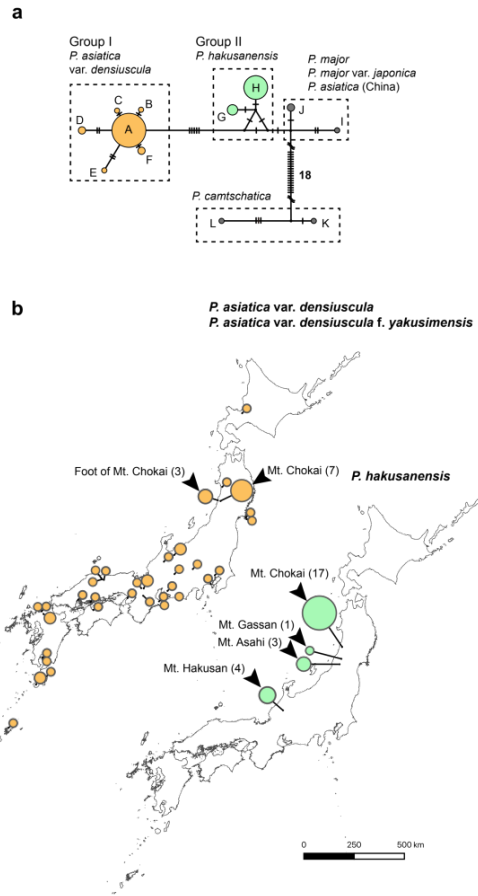 a
Group I
P. asiatica
var. densiuscula
Group II
P. hakusanensis
P. major
P. major var. japonica
P. asiatica (China)
C
B
H
D
A
G
J
I
E
F
18
P. camtschatica
L
K
b
P. asiatica var. densiuscula
P. asiatica var. densiuscula f. yakusimensis
Foot of Mt. Chokai (3)
Mt. Chokai (7)
P. hakusanensis
Mt. Chokai (17)
Mt. Gassan (1)
Mt. Asahi (3)
Mt. Hakusan (4)
0 250 500 km